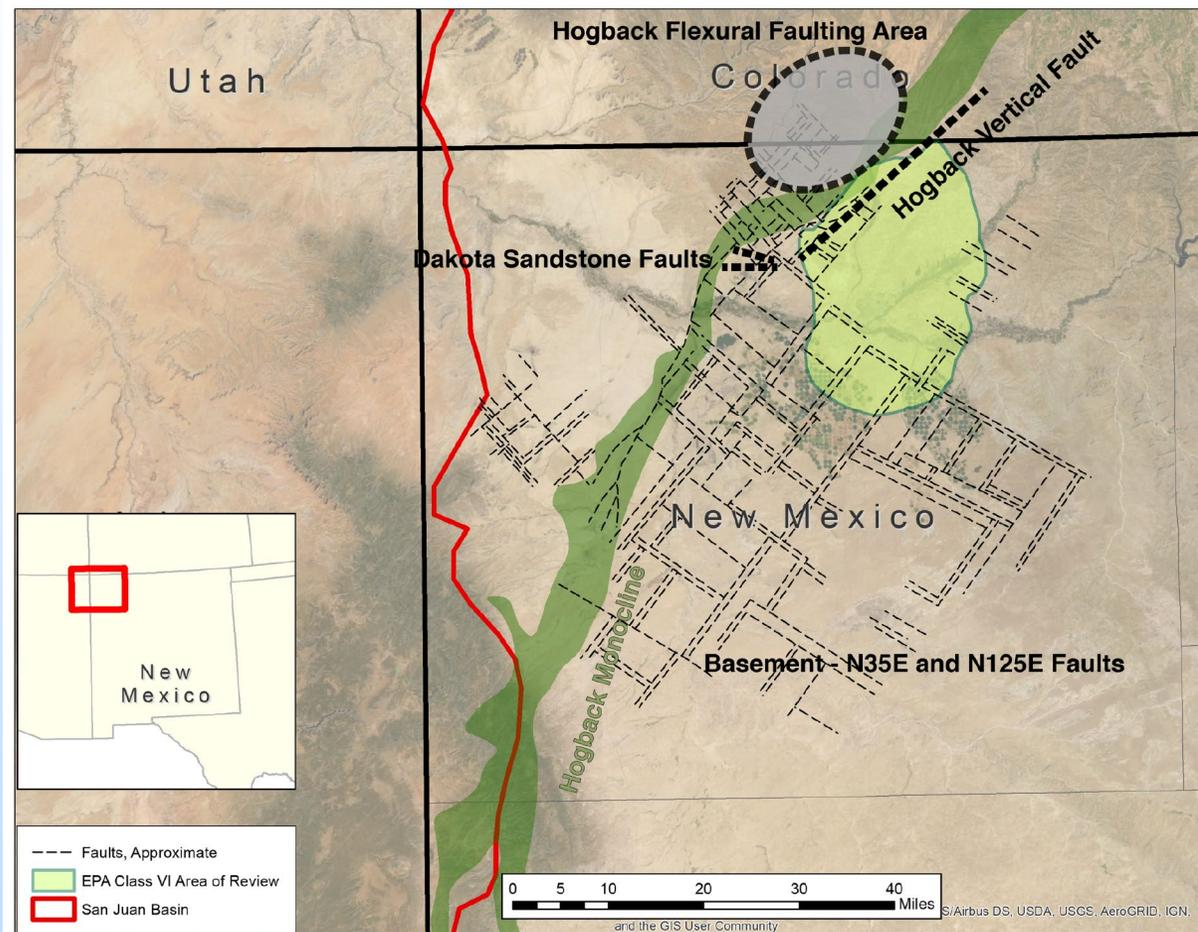 Hogback Flexural Faulting Area
Utah
Colorado
Hogback Vertical Fault
Dakota Sandstone Faults
New Mexico
Hogback Monocline
Basement - N35E and N125E Faults
New
Mexico
Faults, Approximate
EPA Class VI Area of Review
San Juan Basin
0 5 10 20 30 40
Miles
S/Airbus DS, USDA, USGS, AeroGRID, IGN,
and the GIS User Community